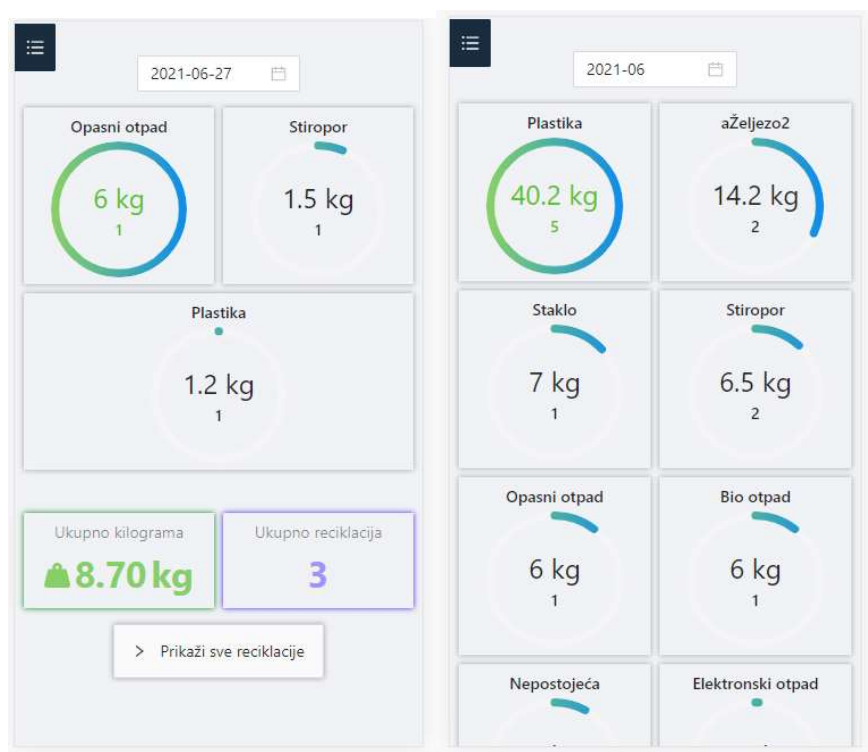 2021-06-27
Opasni otpad
6 kg
1
Stiropor
1.5 kg
1
Plastika
1.2 kg
1
Ukupno kilograma
8.70 kg
Ukupno reciklacija
3
Prikaži sve reciklacije
2021-06
Plastika
40.2 kg
5
aŽeljezo2
14.2 kg
2
Staklo
7 kg
1
Stiropor
6.5 kg
2
Opasni otpad
6 kg
1
Bio otpad
6 kg
1
Nepostojeća
Elektronski otpad